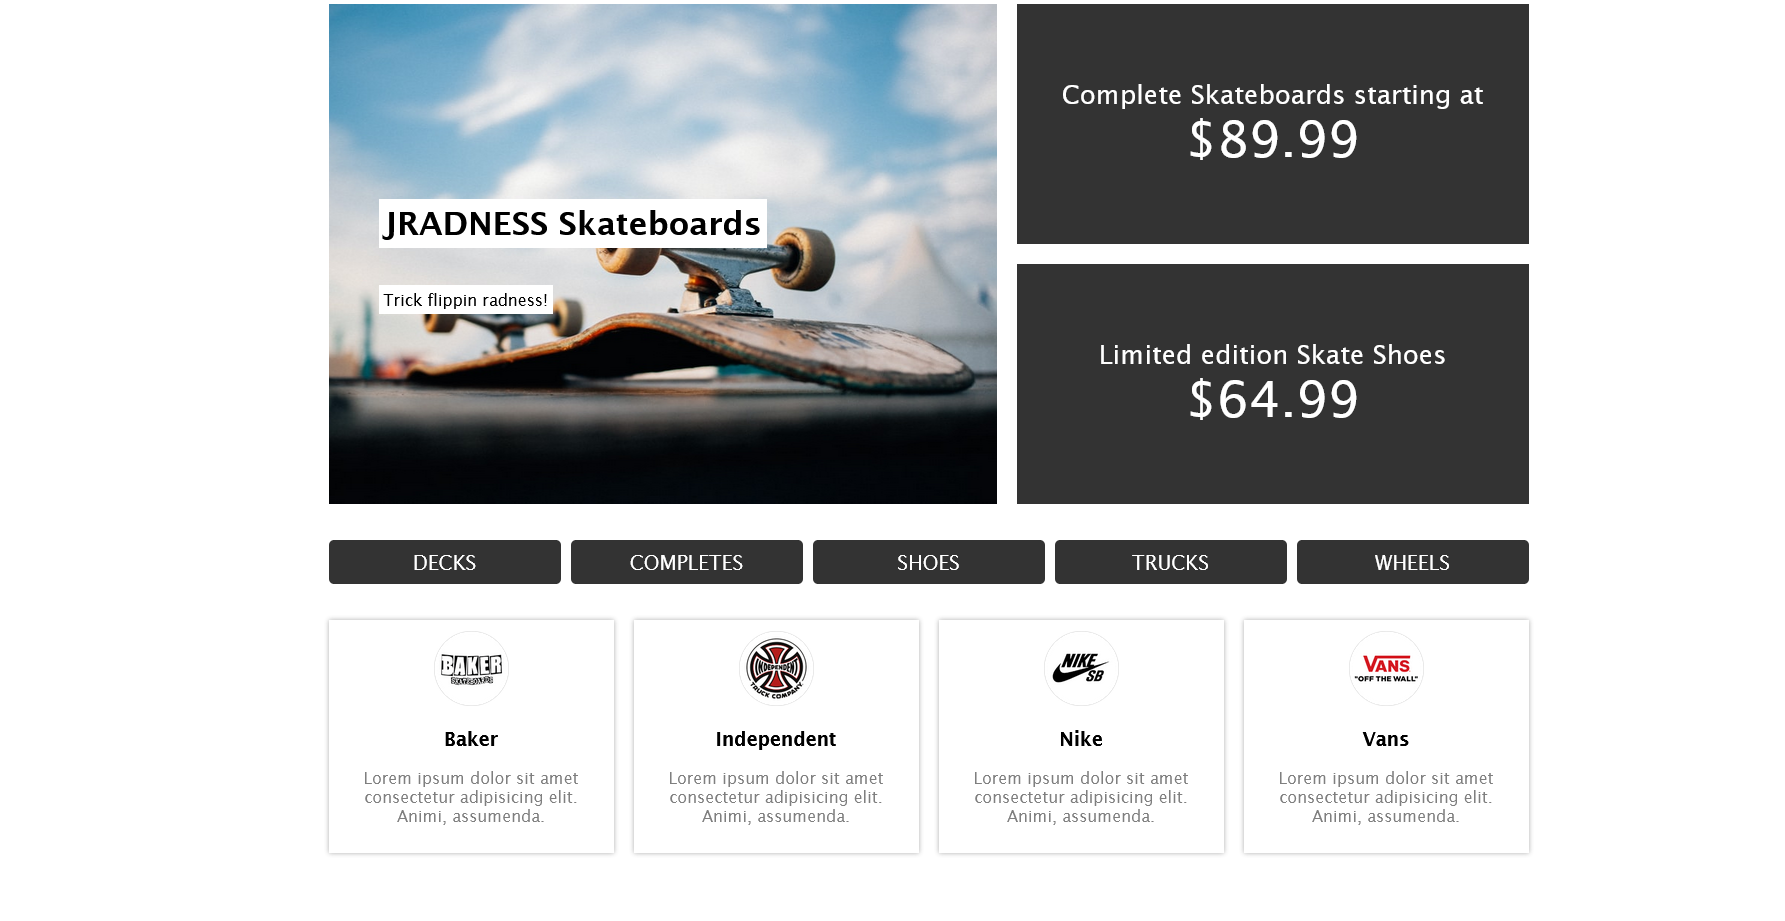 JRADNESS Skateboards
Trick flippin radness!
Complete Skateboards starting at
$89.99
Limited edition Skate Shoes
$64.99
DECKS
COMPLETES
SHOES
TRUCKS
WHEELS
BAKER
SKATEBOARDS
Baker
Lorem ipsum dolor sit amet
consectetur adipisicing elit.
Animi, assumenda.
INDEPENDENT
TRUCK COMPANY
Independent
Lorem ipsum dolor sit amet
consectetur adipisicing elit.
Animi, assumenda.
NIKE
SB
Nike
Lorem ipsum dolor sit amet
consectetur adipisicing elit.
Animi, assumenda.
VANS
"OFF THE WALL"
Vans
Lorem ipsum dolor sit amet
consectetur adipisicing elit.
Animi, assumenda.